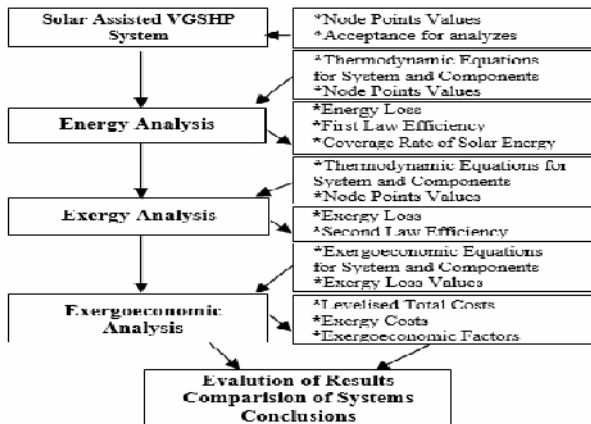 Solar Assisted VGSHP
System
*Node Points Values
*Acceptance for analyzes
*Thermodynamic Equations
for System and Components
*Node Points Values
Energy Analysis
*Energy Loss
*First Law Efficiency
*Coverage Rate of Solar Energy
*Thermodynamic Equations for
System and Components
*Node Points Values
Exergy Analysis
*Exergy Loss
*Second Law Efficiency
*Exergoeconomic Equations
for System and Components
*Exergy Loss Values
Exergoeconomic
Analysis
*Levelised Total Costs
*Exergy Costs
*Exergoeconomic Factors
Evalution of Results
Comparision of Systems
Conclusions